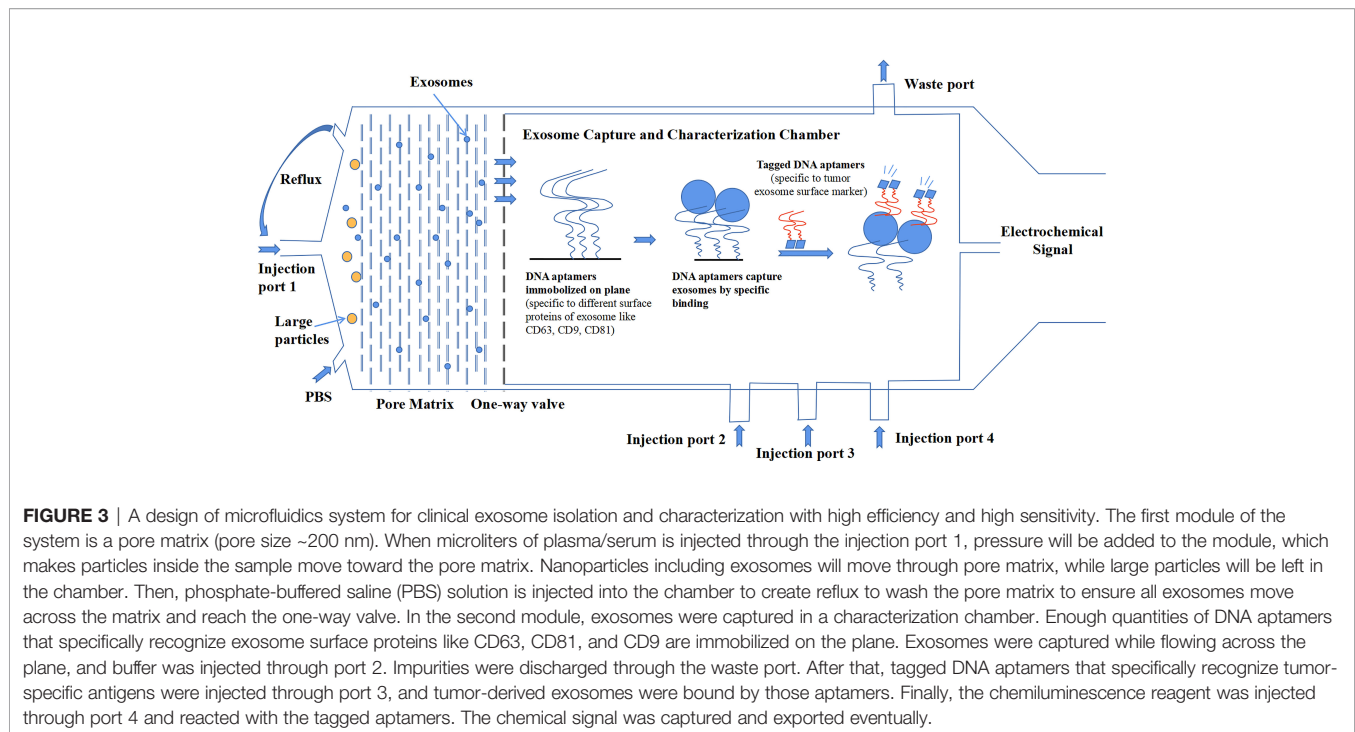 Exosomes
Waste port
Exosome Capture and Characterization Chamber
Tagged DNA aptamers
(specific to tumor
exosome surface marker)
Reflux
Electrochemical
Signal
Injection
port 1
DNA aptamers
immobilized on plane
(specific to different surface
proteins of exosome like
CD63, CD9, CD81)
DNA aptamers capture
exosomes by specific
binding
Large
particles
PBS
Pore Matrix
One-way valve
Injection port 2
Injection port 3
Injection port 4
FIGURE 3 | A design of microfluidics system for clinical exosome isolation and characterization with high efficiency and high sensitivity. The first module of the
system is a pore matrix (pore size ~200 nm). When microliters of plasma/serum is injected through the injection port 1, pressure will be added to the module, which
makes particles inside the sample move toward the pore matrix. Nanoparticles including exosomes will move through pore matrix, while large particles will be left in
the chamber. Then, phosphate-buffered saline (PBS) solution is injected into the chamber to create reflux to wash the pore matrix to ensure all exosomes move
across the matrix and reach the one-way valve. In the second module, exosomes were captured in a characterization chamber. Enough quantities of DNA aptamers
that specifically recognize exosome surface proteins like CD63, CD81, and CD9 are immobilized on the plane. Exosomes were captured while flowing across the
plane, and buffer was injected through port 2. Impurities were discharged through the waste port. After that, tagged DNA aptamers that specifically recognize tumor-
specific antigens were injected through port 3, and tumor-derived exosomes were bound by those aptamers. Finally, the chemiluminescence reagent was injected
through port 4 and reacted with the tagged aptamers. The chemical signal was captured and exported eventually.